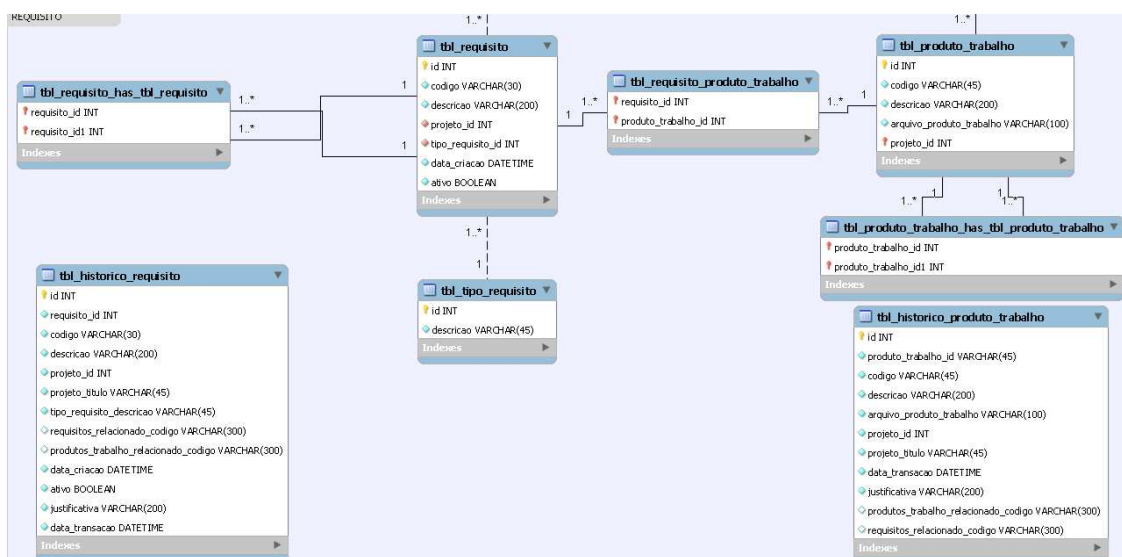 REQUISITO
1..*
1..*
tbl_requisito
id INT
codigo VARCHAR(30)
descricao VARCHAR(200)
projeto_id INT
tipo_requisito_id INT
data_criacao DATETIME
ativo BOOLEAN
Indexes
tbl_produto_trabalho
id INT
codigo VARCHAR(45)
descricao VARCHAR(200)
arquivo_produto_trabalho VARCHAR(100)
projeto_id INT
Indexes
tbl_requisito_has_tbl_requisito
requisito_id INT
requisito_id1 INT
Indexes
1..*
1..*
1
1
tbl_requisito_produto_trabalho
requisito_id INT
produto_trabalho_id INT
Indexes
1
1..*
1..*
1
1
1..*
1
1..*
tbl_produto_trabalho_has_tbl_produto_trabalho
produto_trabalho_id INT
produto_trabalho_id1 INT
Indexes
1..*
1
tbl_tipo_requisito
id INT
descricao VARCHAR(45)
Indexes
tbl_historico_requisito
id INT
requisito_id INT
codigo VARCHAR(30)
descricao VARCHAR(200)
projeto_id INT
projeto_titulo VARCHAR(45)
tipo_requisito_descricao VARCHAR(45)
requisitos_relacionado_codigo VARCHAR(300)
produtos_trabalho_relacionado_codigo VARCHAR(300)
data_criacao DATETIME
ativo BOOLEAN
justificativa VARCHAR(200)
data_transacao DATETIME
Indexes
tbl_historico_produto_trabalho
id INT
produto_trabalho_id VARCHAR(45)
codigo VARCHAR(45)
descricao VARCHAR(200)
arquivo_produto_trabalho VARCHAR(100)
projeto_id INT
projeto_titulo VARCHAR(45)
data_transacao DATETIME
justificativa VARCHAR(200)
produtos_trabalho_relacionado_codigo VARCHAR(300)
requisitos_relacionado_codigo VARCHAR(300)
Indexes